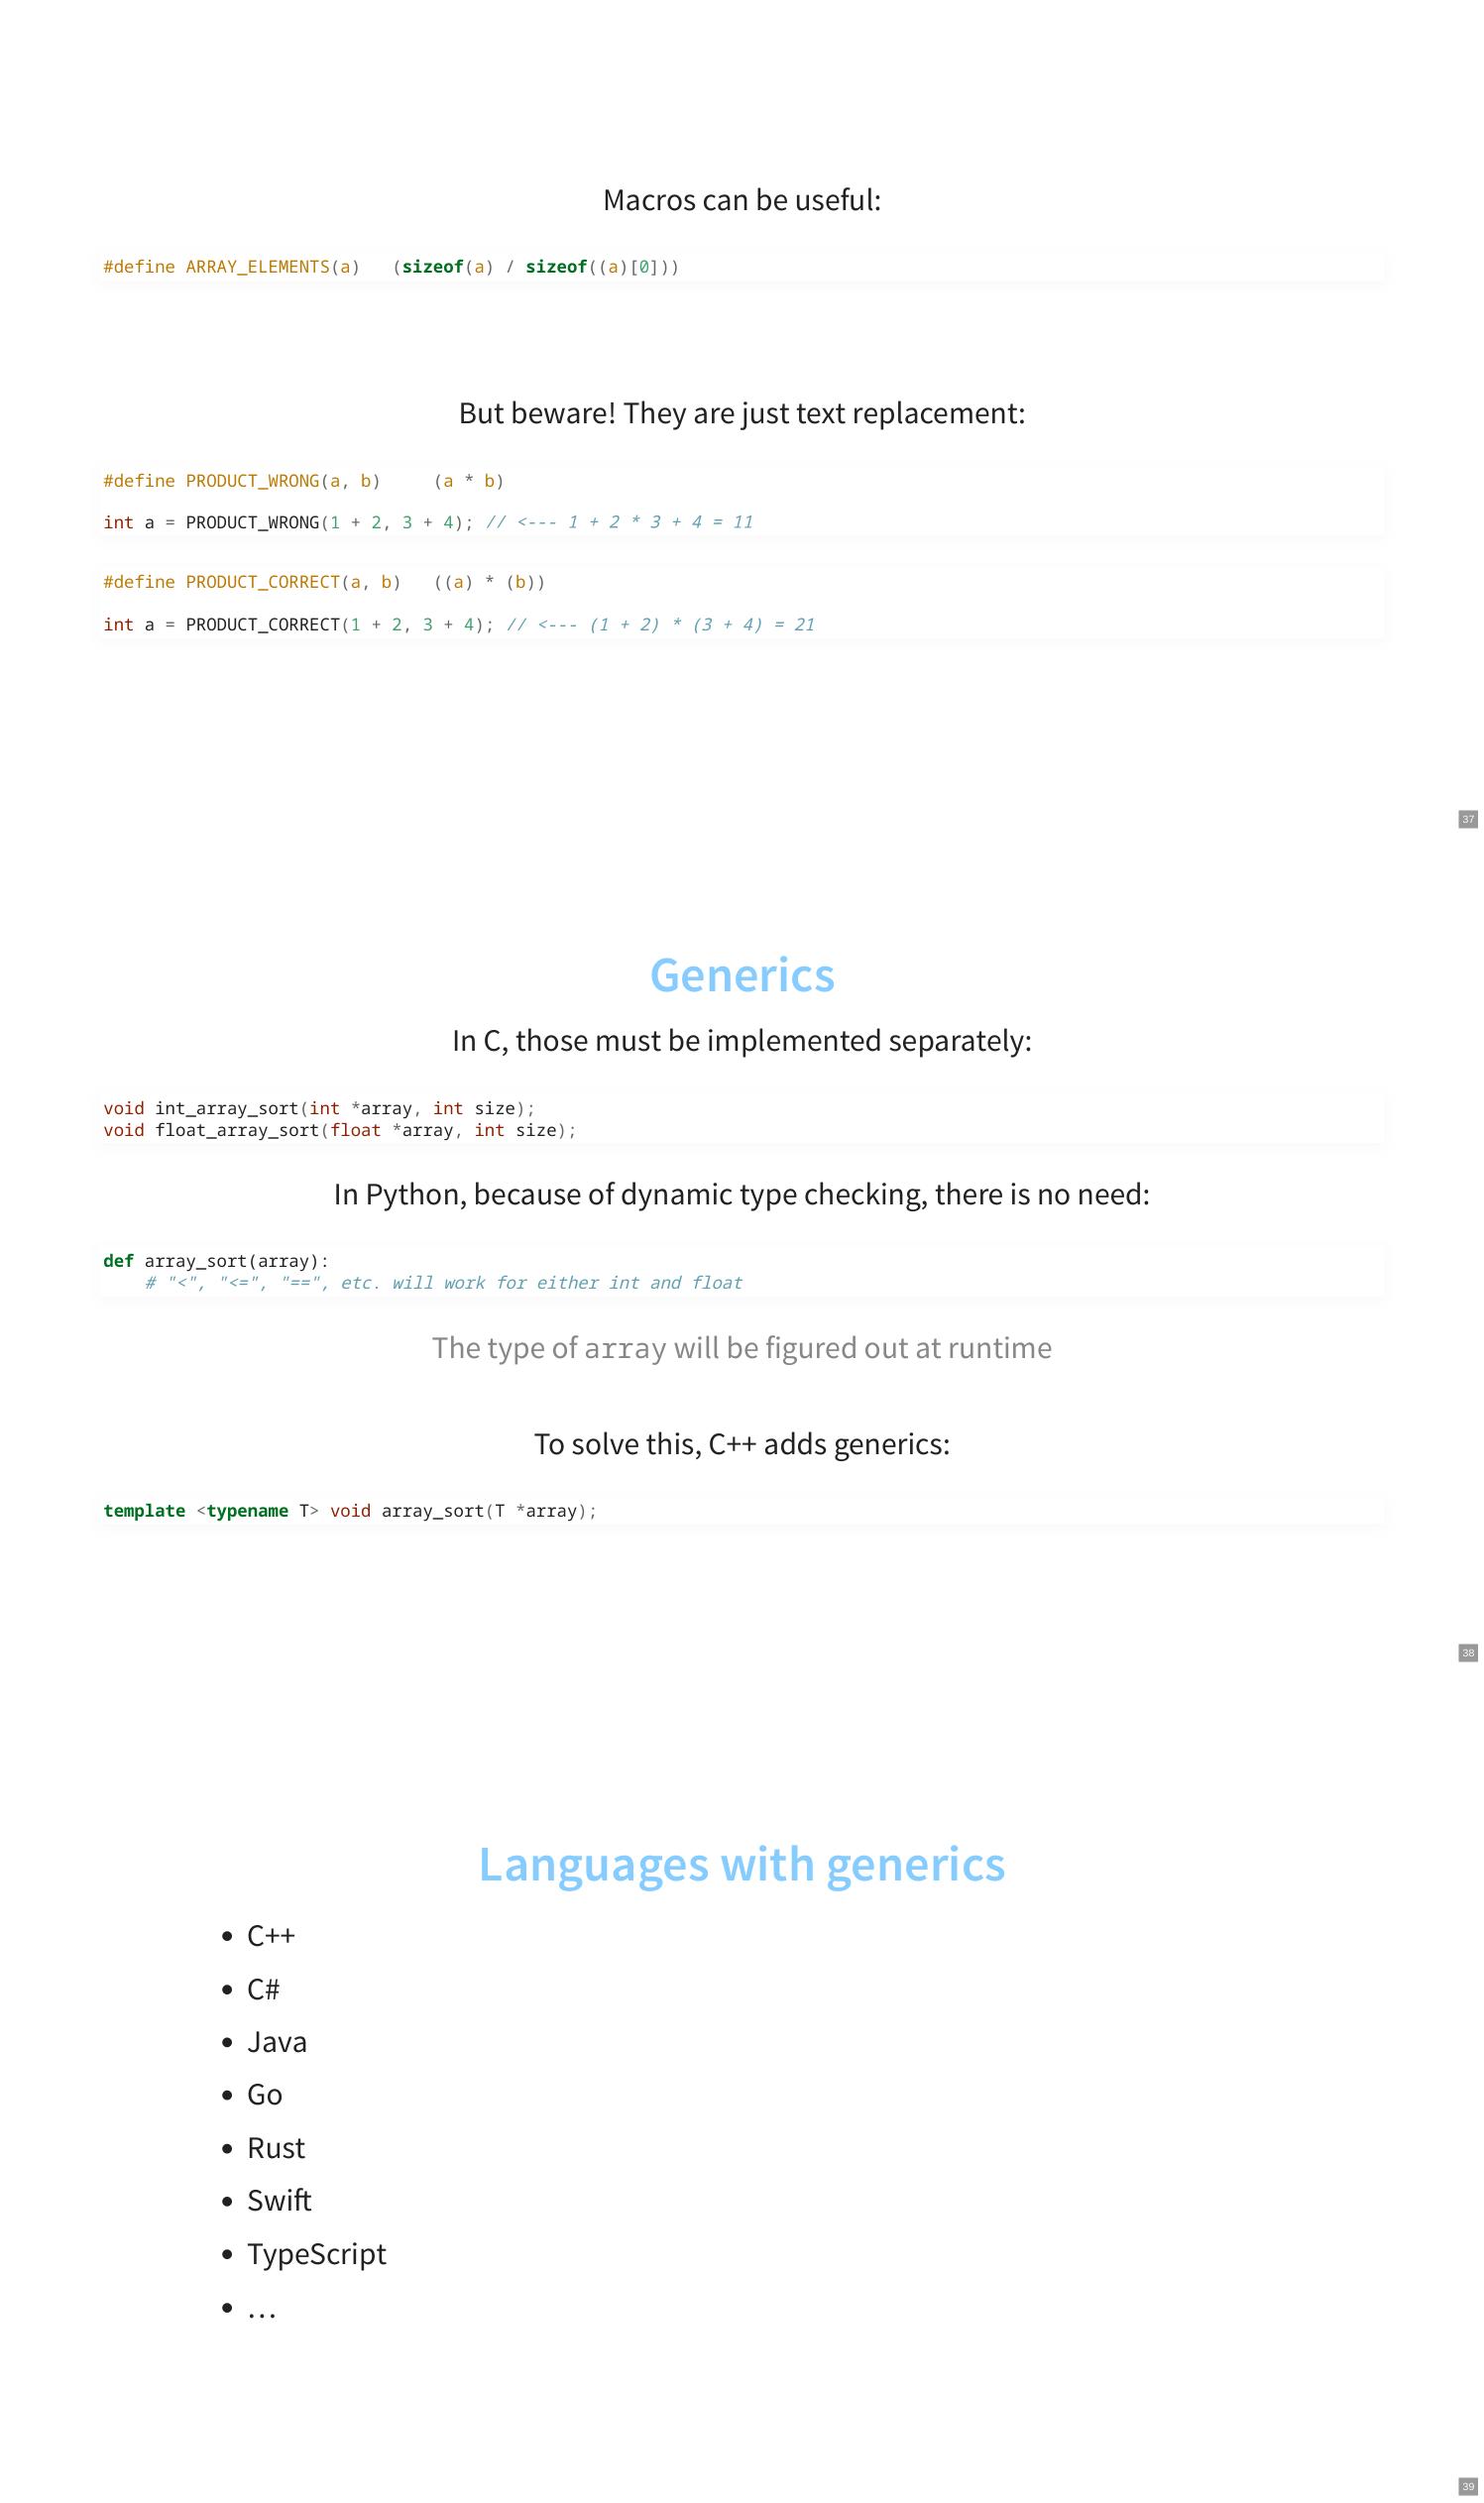 Macros can be useful:
#define ARRAY_ELEMENTS(a)   (sizeof(a) / sizeof((a)[0]))
But beware! They are just text replacement:
#define PRODUCT_WRONG(a, b)     (a * b)
int a = PRODUCT_WRONG(1 + 2, 3 + 4); // <--- 1 + 2 * 3 + 4 = 11
#define PRODUCT_CORRECT(a, b)   ((a) * (b))
int a = PRODUCT_CORRECT(1 + 2, 3 + 4); // <--- (1 + 2) * (3 + 4) = 21
37
Generics
In C, those must be implemented separately:
void int_array_sort(int *array, int size);
void float_array_sort(float *array, int size);
In Python, because of dynamic type checking, there is no need:
def array_sort(array):
    # "<", "<=", "==", etc. will work for either int and float
The type of array will be figured out at runtime
To solve this, C++ adds generics:
template <typename T> void array_sort(T *array);
38
Languages with generics
• C++
• C#
• Java
• Go
• Rust
• Swift
• TypeScript
• …
39